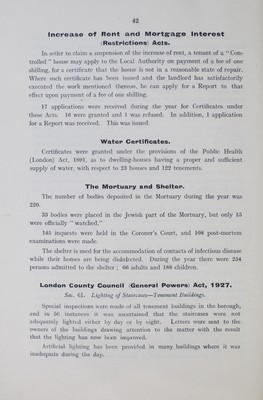 42
Increase of Rent and Mortgage Interest
(Restrictions) Acts.
In order to claim a suspension of the increase of rent, a tenant of a "Con-
trolled" house may apply to the Local Authority on payment of a fee of one
shilling, for a certificate that the house is not in a reasonable state of repair.
Where such certificate has been issued and the landlord has satisfactorily
executed the work mentioned therein, he can apply for a Report to that
effect upon payment of a fee of one shilling.
17 applications were received during the year for Certificates under
these Acts. 16 were granted and 1 was refused. In addition, 1 application
for a Report was received. This was issued.
Water Certificates.
Certificates were granted under the provisions of the Public Health
(London) Act, 1891, as to dwelling-houses having a proper and sufficient
supply of water, with respect to 23 houses and 122 tenements.
The Mortuary and Shelter.
The number of bodies deposited in the Mortuary during the year was
220.
33 bodies were placed in the Jewish part of the Mortuary, but only 15
were officially "watched."
145 inquests were held in the Coroner's Court, and 108 post-mortem
examinations were made.
The shelter is used for the accommodation of contacts of infectious disease
while their homes are being disinfected. During the year there were 254
persons admitted to the shelter; 66 adults and 188 children.
London County Council (General Powers) Act, 1927.
Sec. 61. Lighting of Staircases—Tenement Buildings.
Special inspections were made of all tenement buildings in the borough,
and in 56 instances it was ascertained that the staircases were not
adequately lighted either by day or by night. Letters were sent to the
owners of the buildings drawing attention to the matter with the result
that the lighting has now been improved.
Artificial lighting has been provided in many buildings where it was
inadequate during the day.